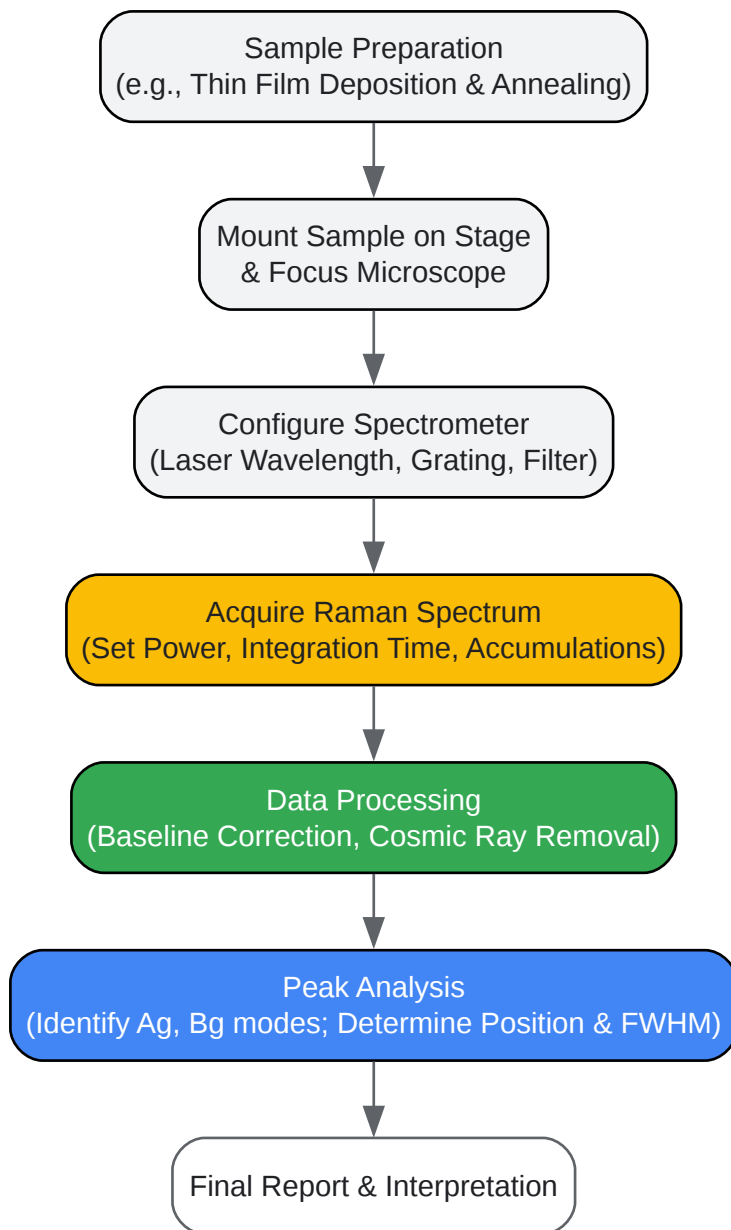 Sample Preparation
(e.g., Thin Film Deposition & Annealing)
Mount Sample on Stage
& Focus Microscope
Configure Spectrometer
(Laser Wavelength, Grating, Filter)
Acquire Raman Spectrum
(Set Power, Integration Time, Accumulations)
Data Processing
(Baseline Correction, Cosmic Ray Removal)
Peak Analysis
(Identify Ag, Bg modes; Determine Position & FWHM)
Final Report & Interpretation